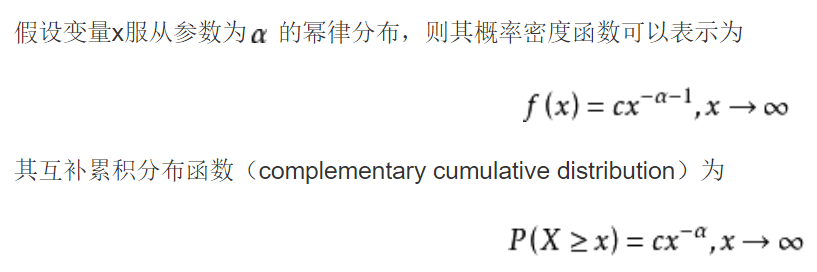 假设变量x服从参数为 α 的幂律分布，则其概率密度函数可以表示为
f (x) = cx^{-α-1}, x → ∞
其互补累积分布函数（complementary cumulative distribution）为
P(X ≥ x) = cx^{-α}, x → ∞